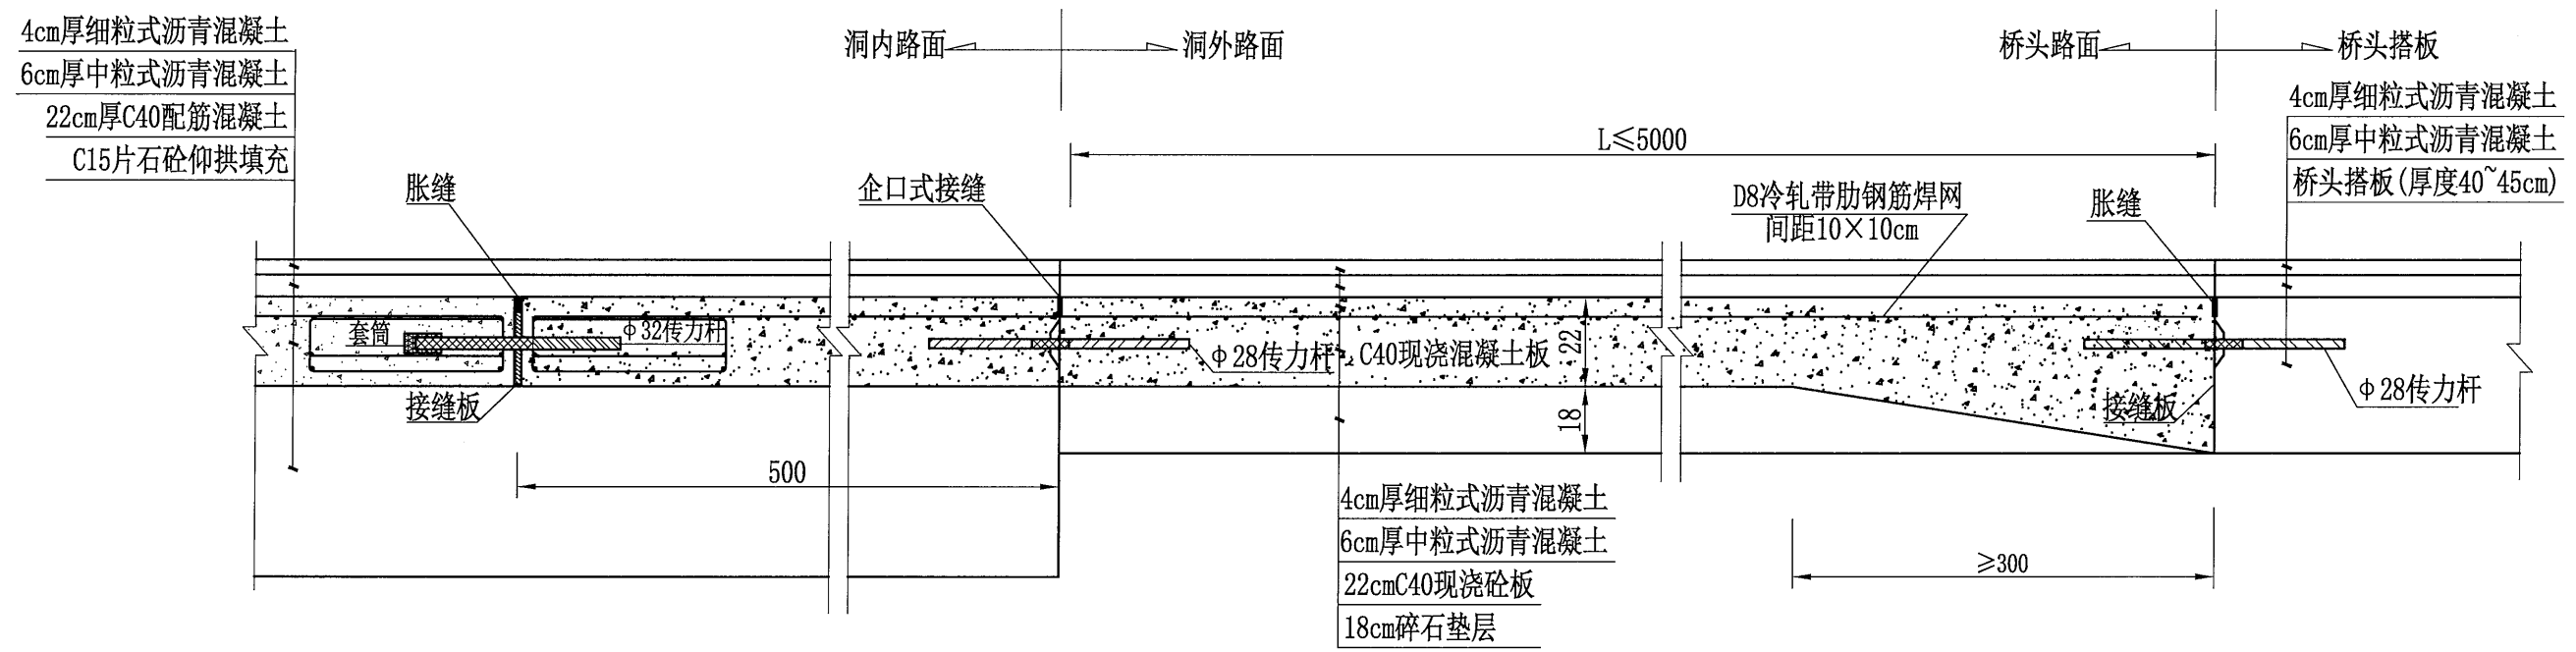 4cm厚细粒式沥青混凝土
6cm厚中粒式沥青混凝土
22cm厚C40配筋混凝土
C15片石砼仰拱填充
洞内路面
洞外路面
桥头路面
桥头搭板
4cm厚细粒式沥青混凝土
6cm厚中粒式沥青混凝土
桥头搭板(厚度40~45cm)
L≤5000
胀缝
企口式接缝
D8冷轧带肋钢筋焊网
间距10×10cm
胀缝
套筒
φ32传力杆
φ28传力杆
C40现浇混凝土板
22
18
接缝板
接缝板
φ28传力杆
500
≥300
4cm厚细粒式沥青混凝土
6cm厚中粒式沥青混凝土
22cmC40现浇砼板
18cm碎石垫层